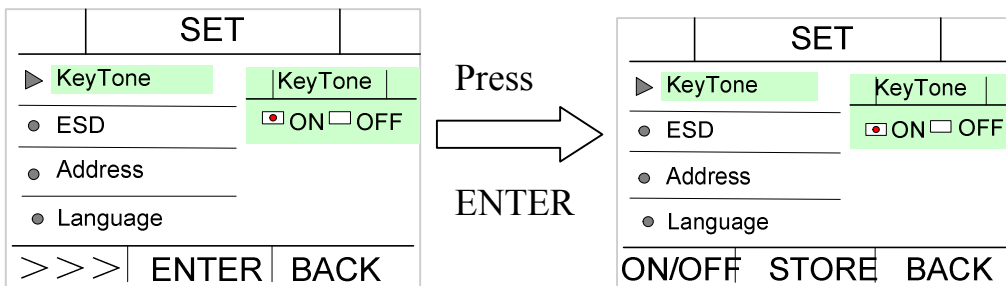 SET
KeyTone
KeyTone
ON OFF
ESD
Address
Language
>>> ENTER BACK
Press
ENTER
SET
KeyTone
KeyTone
ON OFF
ESD
Address
Language
ON/OFF STORE BACK